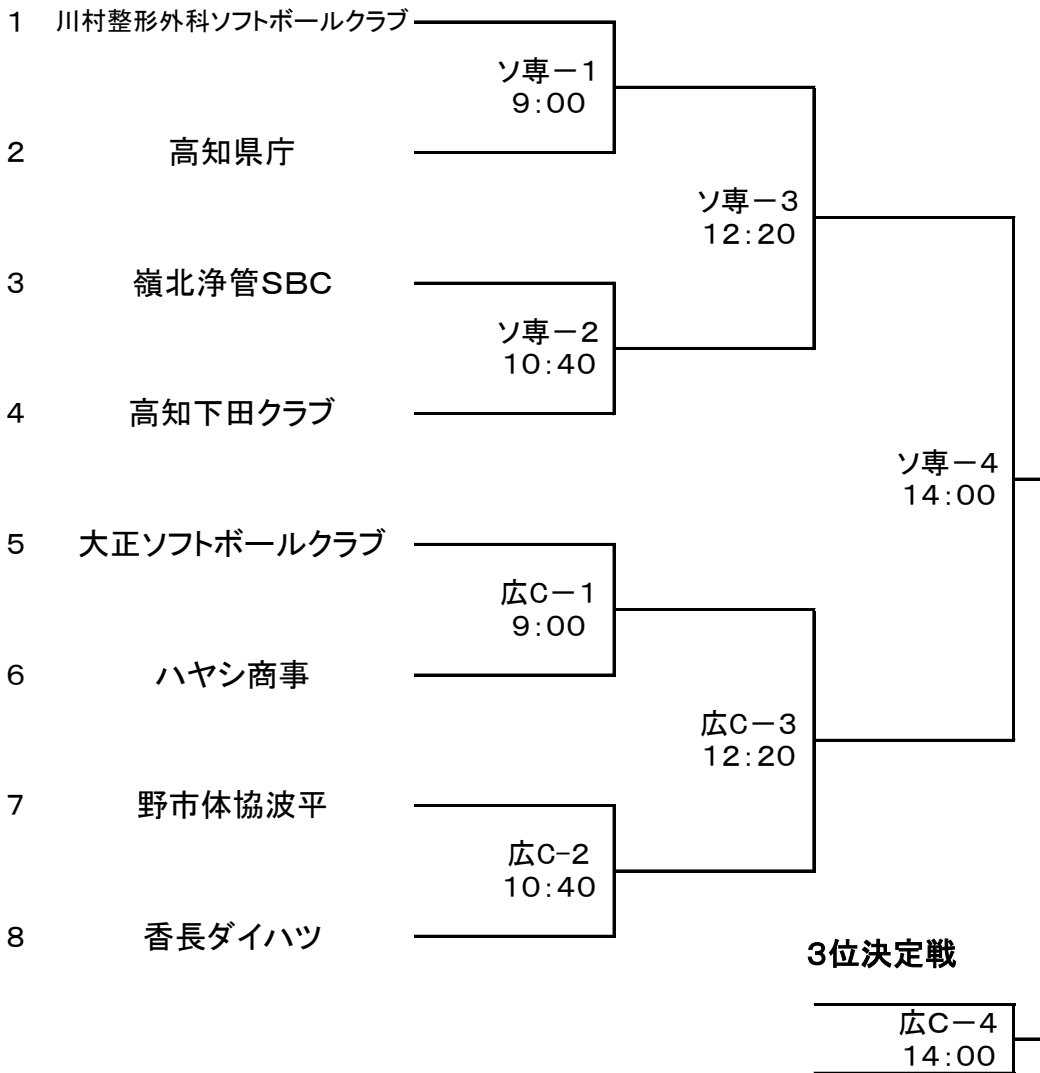 1 川村整形外科ソフトボールクラブ
ソ専－1
9：00
2 高知県庁
ソ専－3
12：20
3 嶺北浄管SBC
ソ専－2
10：40
4 高知下田クラブ
ソ専－4
14：00
5 大正ソフトボールクラブ
広C－1
9：00
6 ハヤシ商事
広C－3
12：20
7 野市体協波平
広C-2
10：40
8 香長ダイハツ
3位決定戦
広C－4
14：00